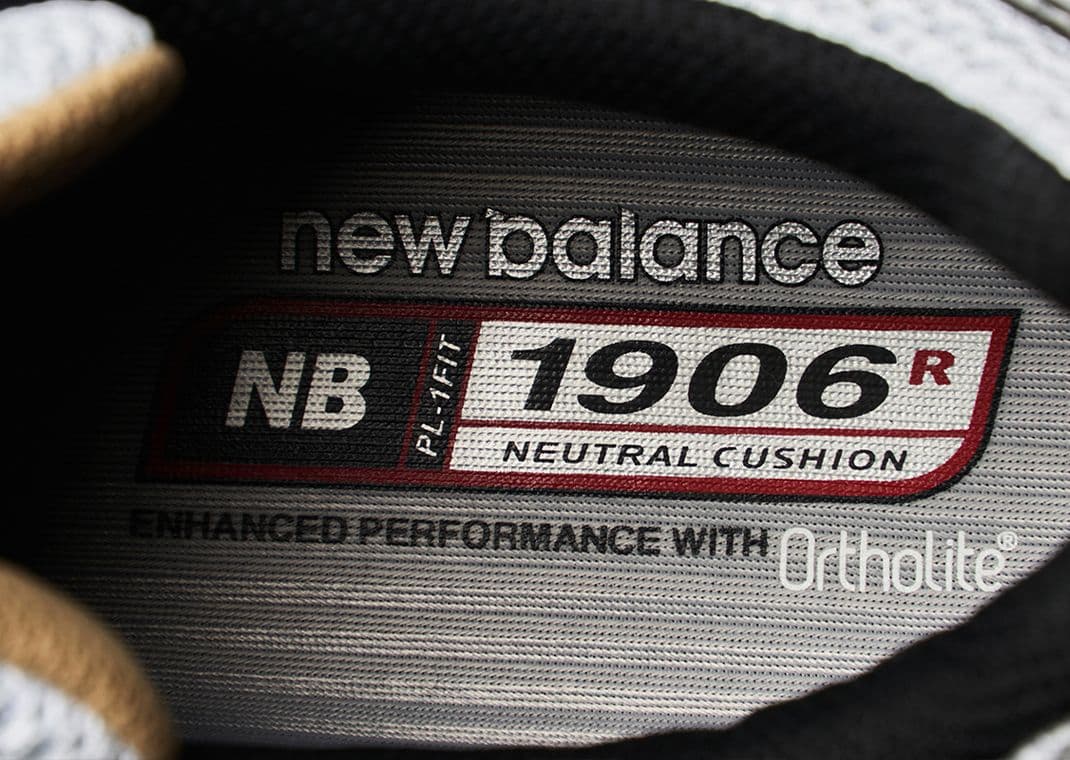 new balance
NB
PL-1FIT
1906R
NEUTRAL CUSHION
ENHANCED PERFORMANCE WITH Ortholite®